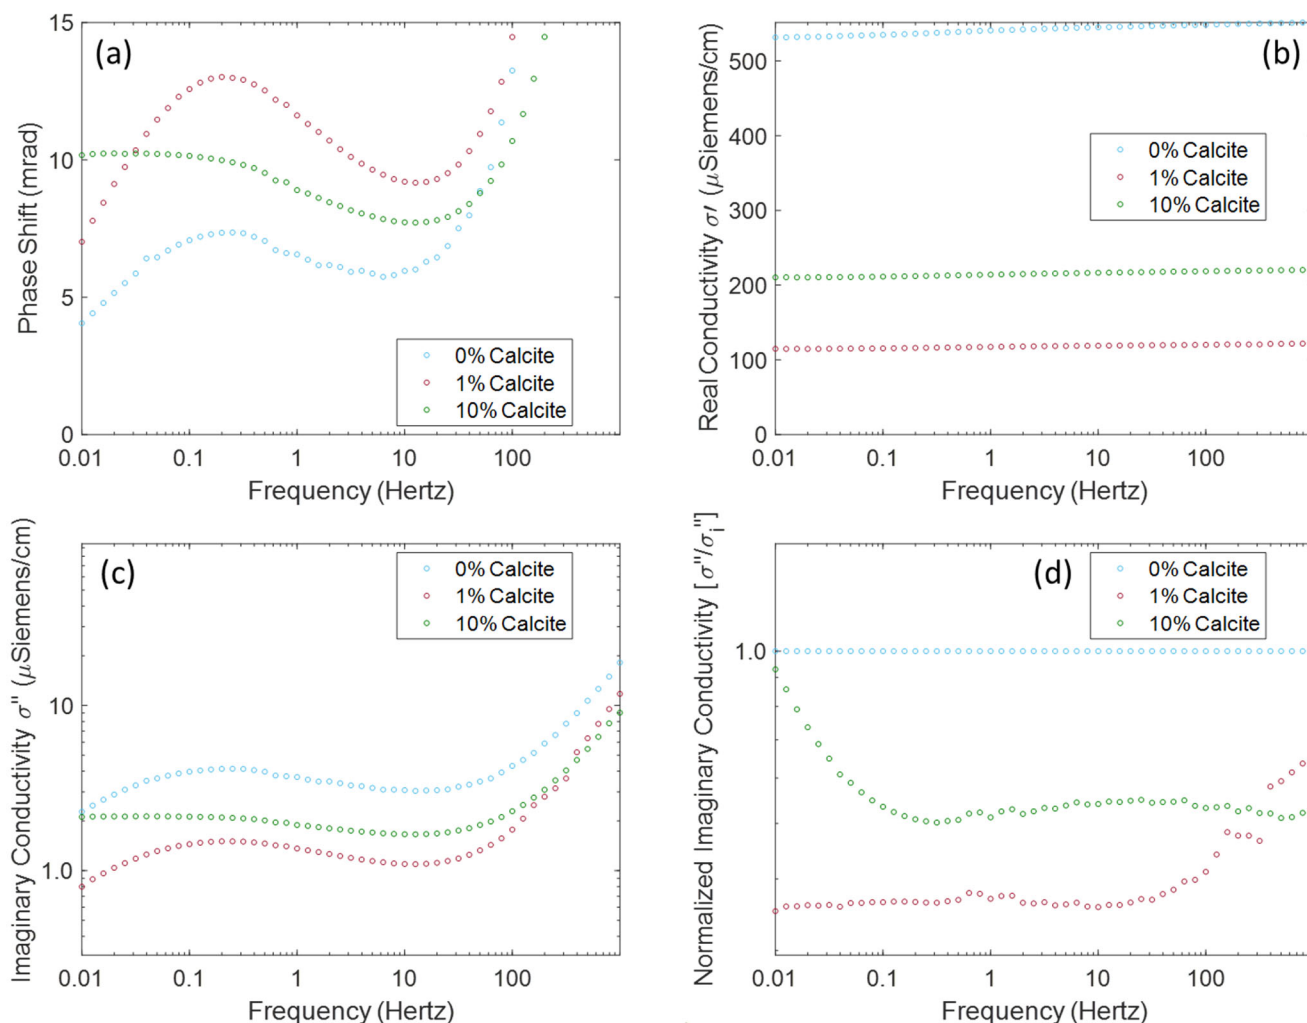 (a)
Phase Shift (mrad)
15
10
5
0
0% Calcite
1% Calcite
10% Calcite
0.01 0.1 1 10 100
Frequency (Hertz)
(b)
Real Conductivity σ′ (μSiemens/cm)
500
400
300
200
100
0
0% Calcite
1% Calcite
10% Calcite
0.01 0.1 1 10 100
Frequency (Hertz)
(c)
Imaginary Conductivity σ" (μSiemens/cm)
10
1.0
0% Calcite
1% Calcite
10% Calcite
0.01 0.1 1 10 100
Frequency (Hertz)
(d)
Normalized Imaginary Conductivity [σ"/σi"]
1.0
0% Calcite
1% Calcite
10% Calcite
0.01 0.1 1 10 100
Frequency (Hertz)